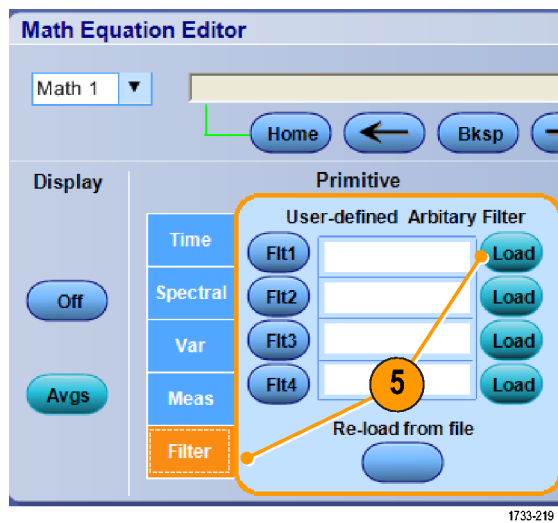 Math Equation Editor
Math 1
Home
Bksp
Display
Primitive
User-defined Arbitary Filter
Time
Flt1
Load
Spectral
Flt2
Load
Off
Var
Flt3
Load
Avgs
Meas
Flt4
5
Load
Filter
Re-load from file
1733-219